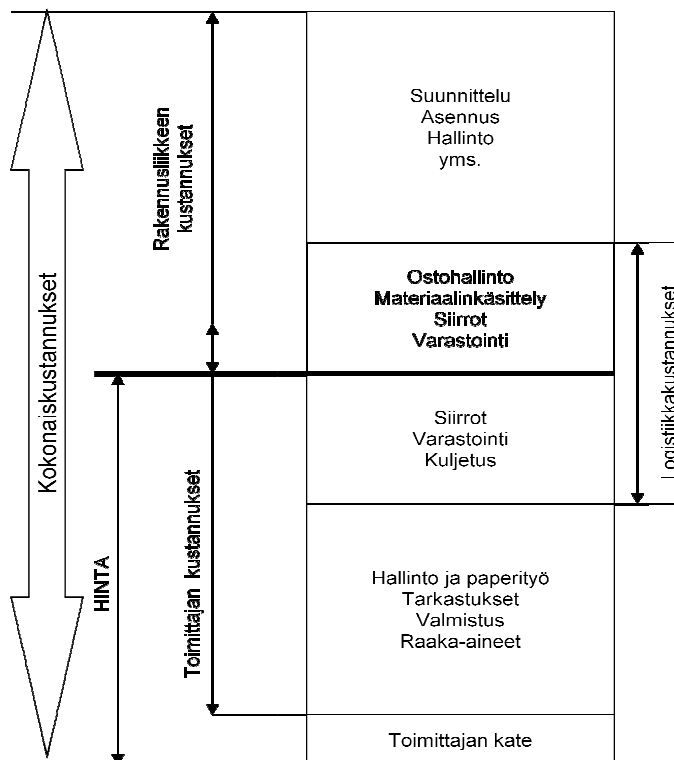 Kokonaiskustannukset
Rakennusliikkeen
kustannukset
HINTA
Toimittajan kustannukset
Suunnittelu
Asennus
Hallinto
yms.
Ostohallinto
Materiaalinkäsittely
Siirrot
Varastointi
Siirrot
Varastointi
Kuljetus
Hallinto ja paperityö
Tarkastukset
Valmistus
Raaka-aineet
Toimittajan kate
Logistiikkakustannukset